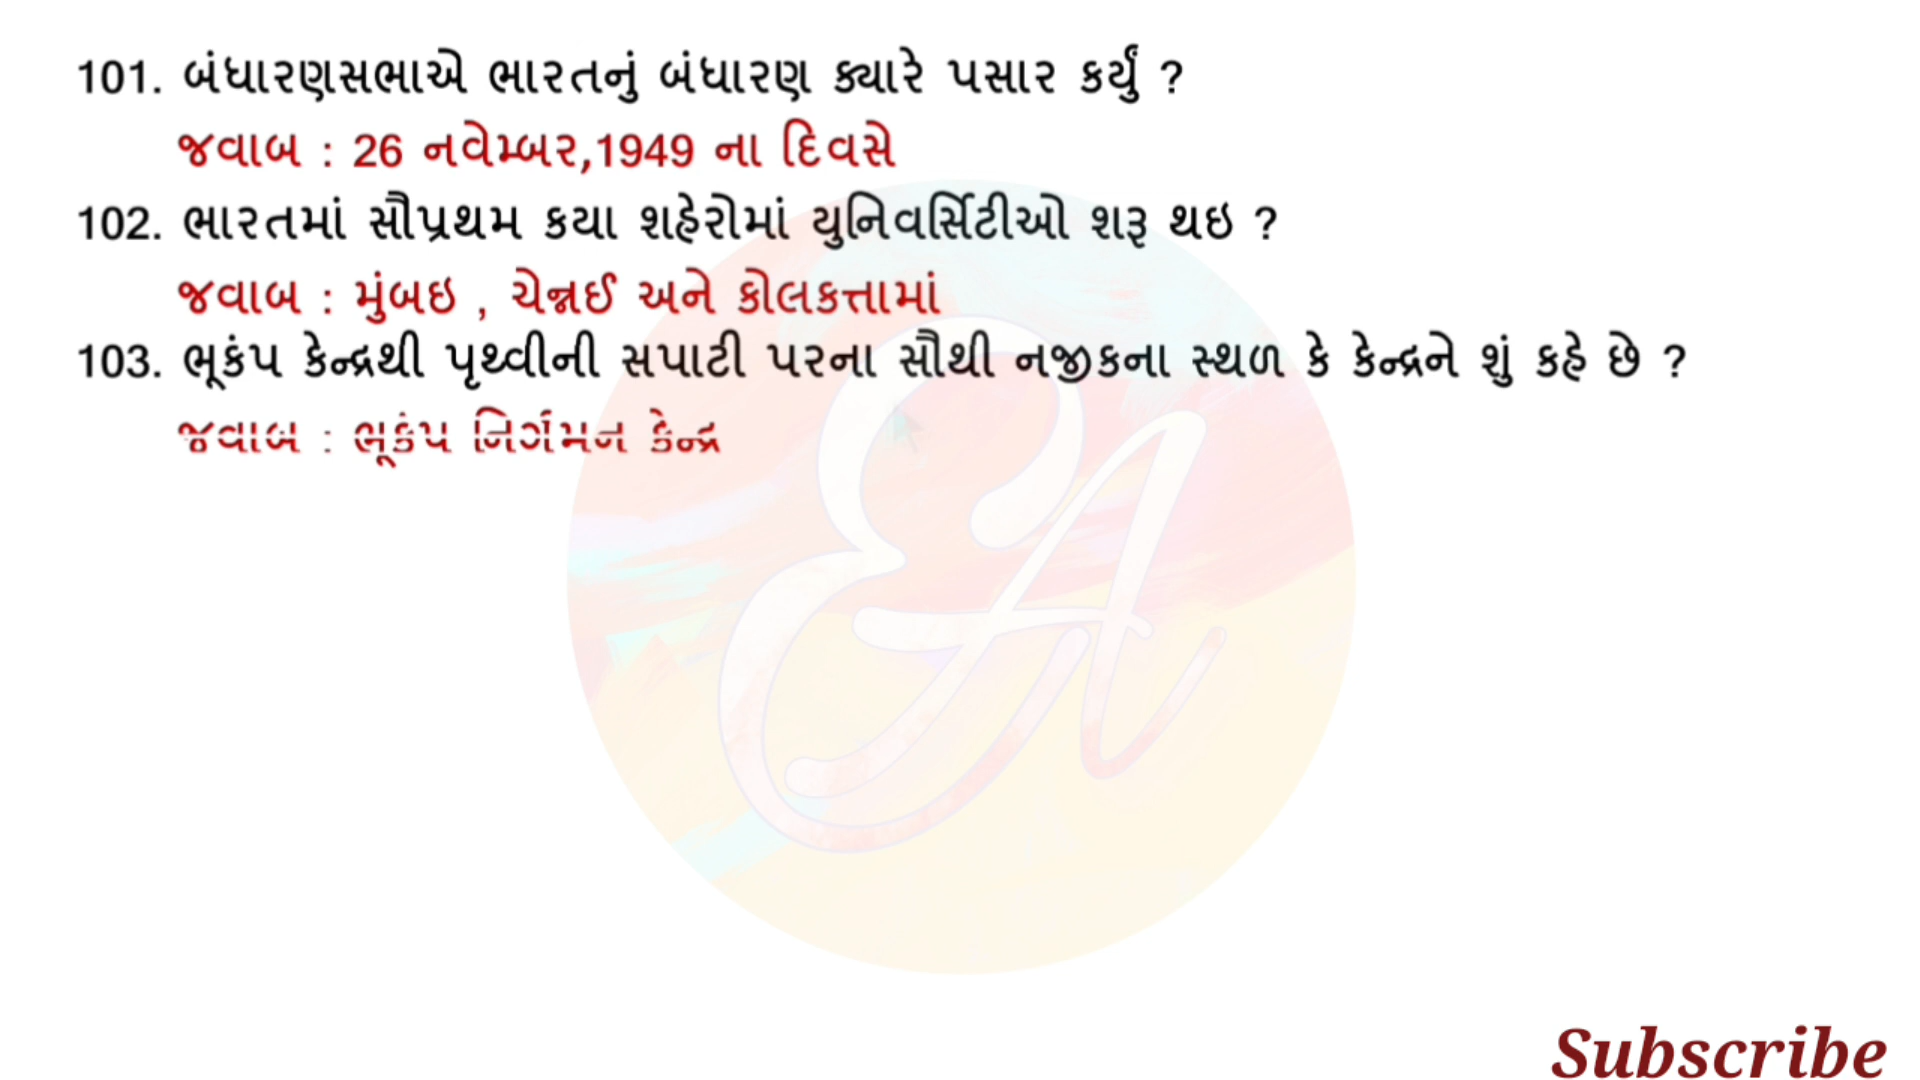 101. બંધારણસભાએ ભારતનું બંધારણ ક્યારે પસાર કર્યું ?
જવાબ : 26 નવેમ્બર,1949 ના દિવસે
102. ભારતમાં સૌપ્રથમ કયા શહેરોમાં યુનિવર્સિટીઓ શરૂ થઇ ?
જવાબ : મુંબઇ , ચેન્નઈ અને કોલકત્તામાં
103. ભૂકંપ કેન્દ્રથી પૃથ્વીની સપાટી પરના સૌથી નજીકના સ્થળ કે કેન્દ્રને શું કહે છે ?
જવાબ : ભૂકંપ નિર્ગમન કેન્દ્ર
EA
Subscribe